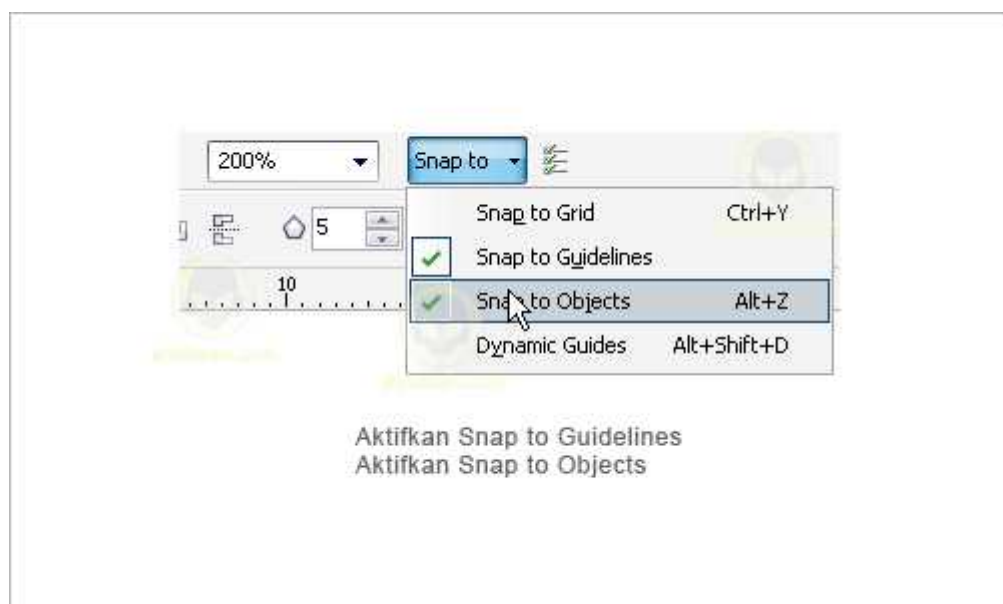 200%
Snap to
5
10
Snap to Grid Ctrl+Y
Snap to Guidelines
Snap to Objects Alt+Z
Dynamic Guides Alt+Shift+D
Aktifkan Snap to Guidelines
Aktifkan Snap to Objects